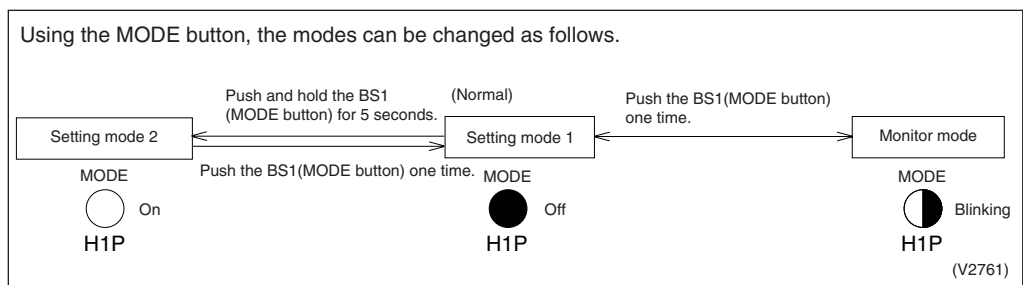 Using the MODE button, the modes can be changed as follows.
Push and hold the BS1
(MODE button) for 5 seconds.
(Normal)
Push the BS1(MODE button)
one time.
Setting mode 2
Setting mode 1
Monitor mode
Push the BS1(MODE button) one time.
MODE
On
H1P
MODE
Off
H1P
MODE
Blinking
H1P
(V2761)